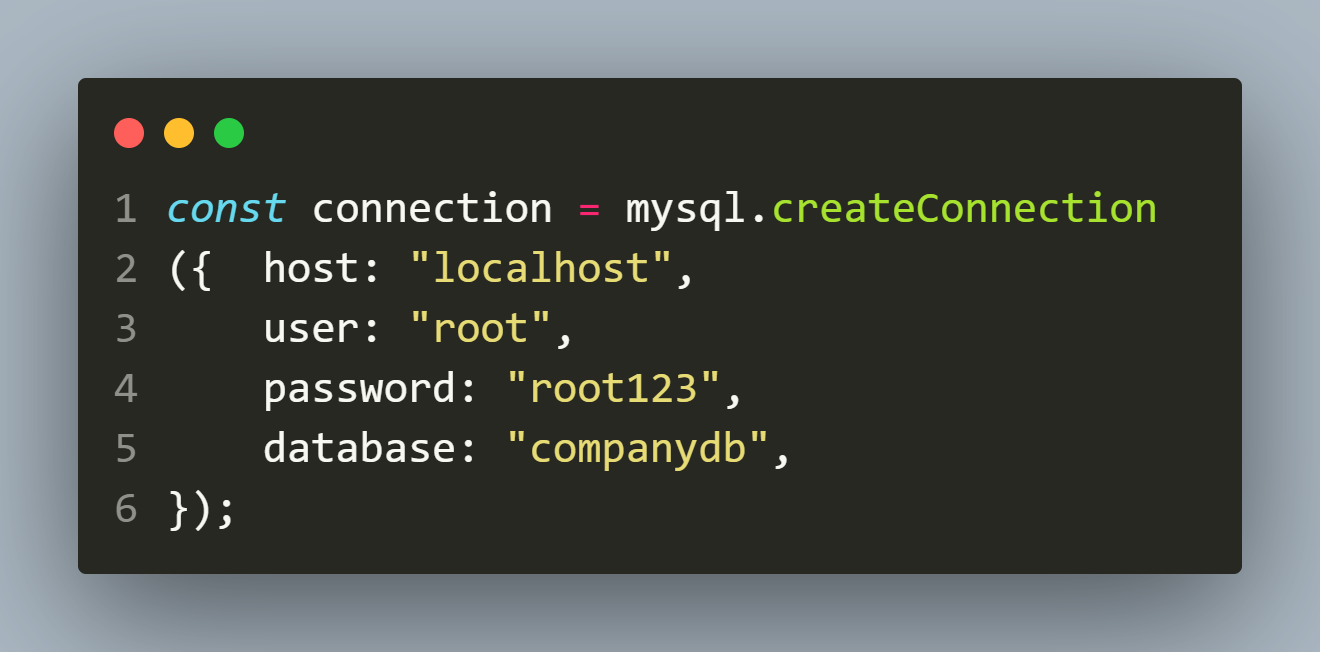 1 const connection = mysql.createConnection
2 ({  host: "localhost",
3     user: "root",
4     password: "root123",
5     database: "companydb",
6 });